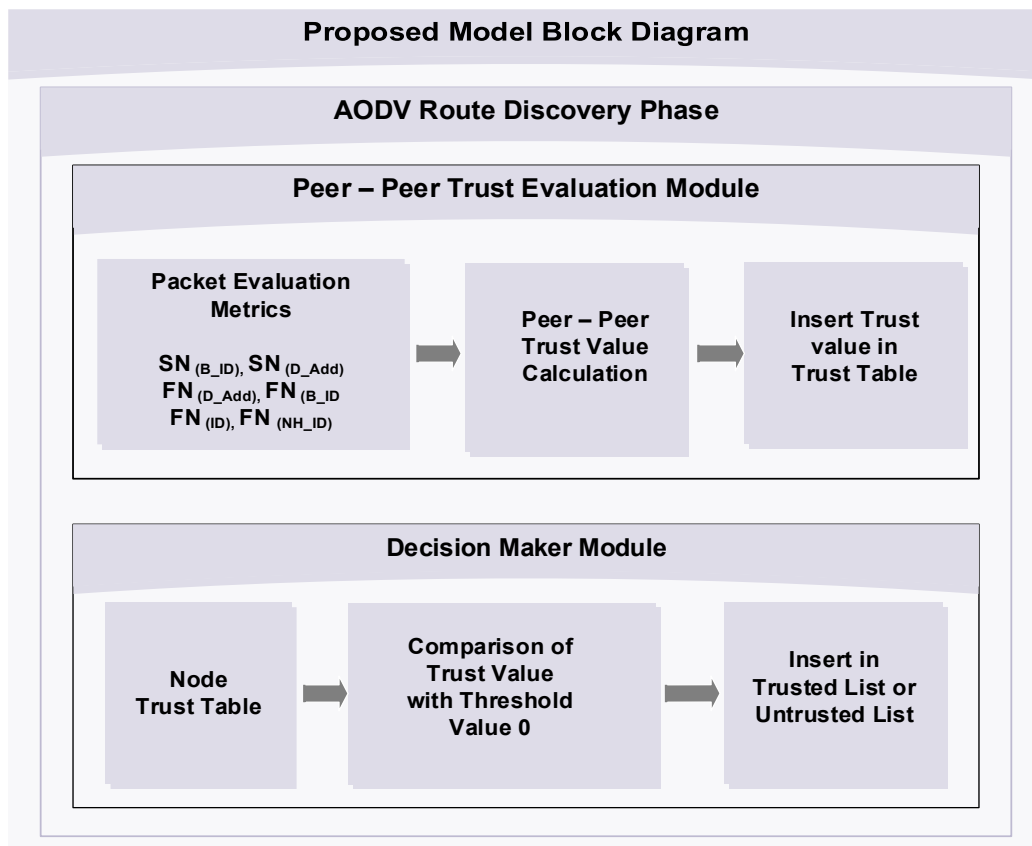 Proposed Model Block Diagram
AODV Route Discovery Phase
Peer – Peer Trust Evaluation Module
Packet Evaluation
Metrics
SN (B_ID), SN (D_Add)
FN (D_Add), FN (B_ID
FN (ID), FN (NH_ID)
Peer – Peer
Trust Value
Calculation
Insert Trust
value in
Trust Table
Decision Maker Module
Node
Trust Table
Comparison of
Trust Value
with Threshold
Value 0
Insert in
Trusted List or
Untrusted List